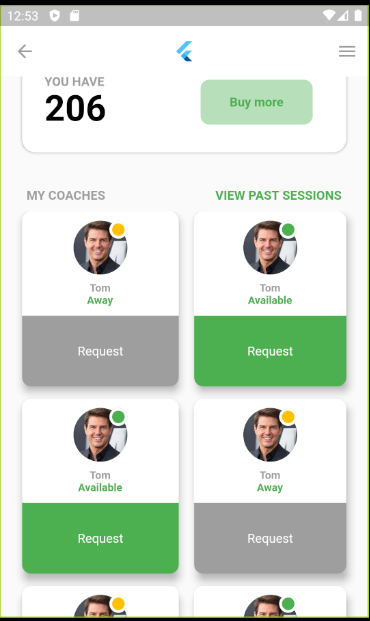 12:53
YOU HAVE
206
Buy more
MY COACHES
VIEW PAST SESSIONS
Tom
Away
Request
Tom
Available
Request
Tom
Available
Request
Tom
Away
Request